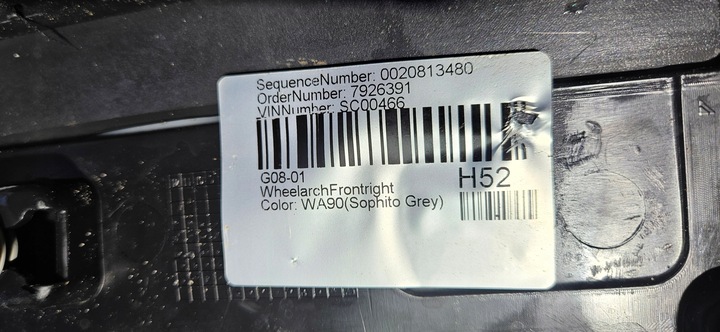 SequenceNumber: 0020813480
OrderNumber: 7926391
VINNumber: SC00466
G08-01
WheelarchFrontright
H52
Color: WA90(Sophito Grey)